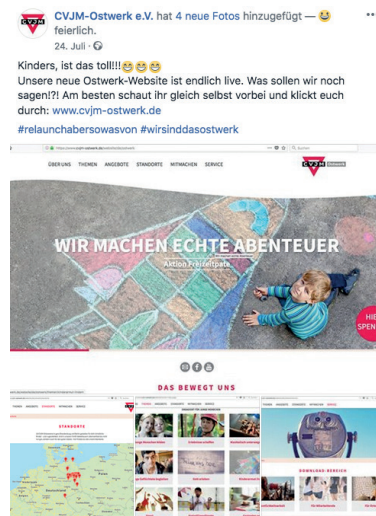 CVJM-Ostwerk e.V. hat 4 neue Fotos hinzugefügt — 😄
feierlich.
24. Juli ·
Kinders, ist das toll!!!😄😄😄
Unsere neue Ostwerk-Website ist endlich live. Was sollen wir noch
sagen!?! Am besten schaut ihr gleich selbst vorbei und klickt euch
durch: www.cvjm-ostwerk.de
#relaunchabersowasvon #wirsinddasostwerk
ÜBER UNS THEMEN ANGEBOTE STANDORTE MITMACHEN SERVICE
CVJM Ostwerk
WIR MACHEN ECHTE ABENTEUER
Aktion Freizeitpate
HIE
SPEN
DAS BEWEGT UNS
STANDORTE
DOWNLOAD-BEREICH